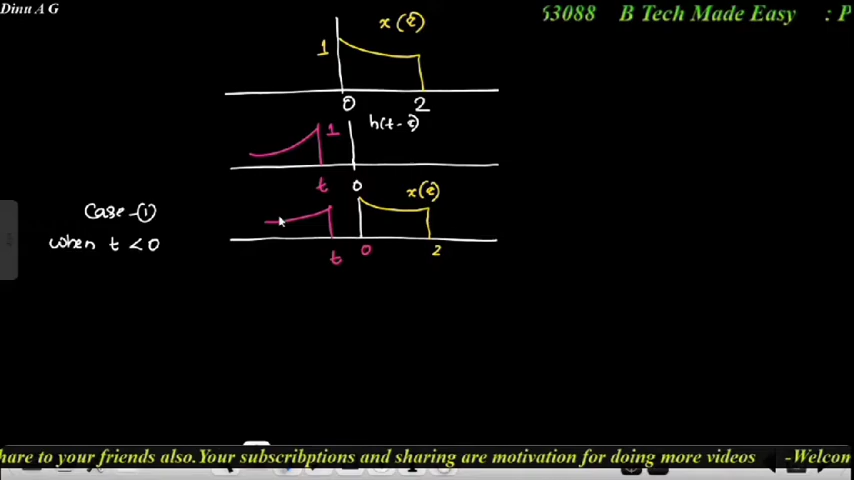 Dinu A G
53088 B Tech Made Easy : P
x(τ)
1
0 2
h(t-τ)
1
t 0
x(τ)
Case-①
when t < 0
t 0 2
hare to your friends also.Your subscribptions and sharing are motivation for doing more videos -Welcon